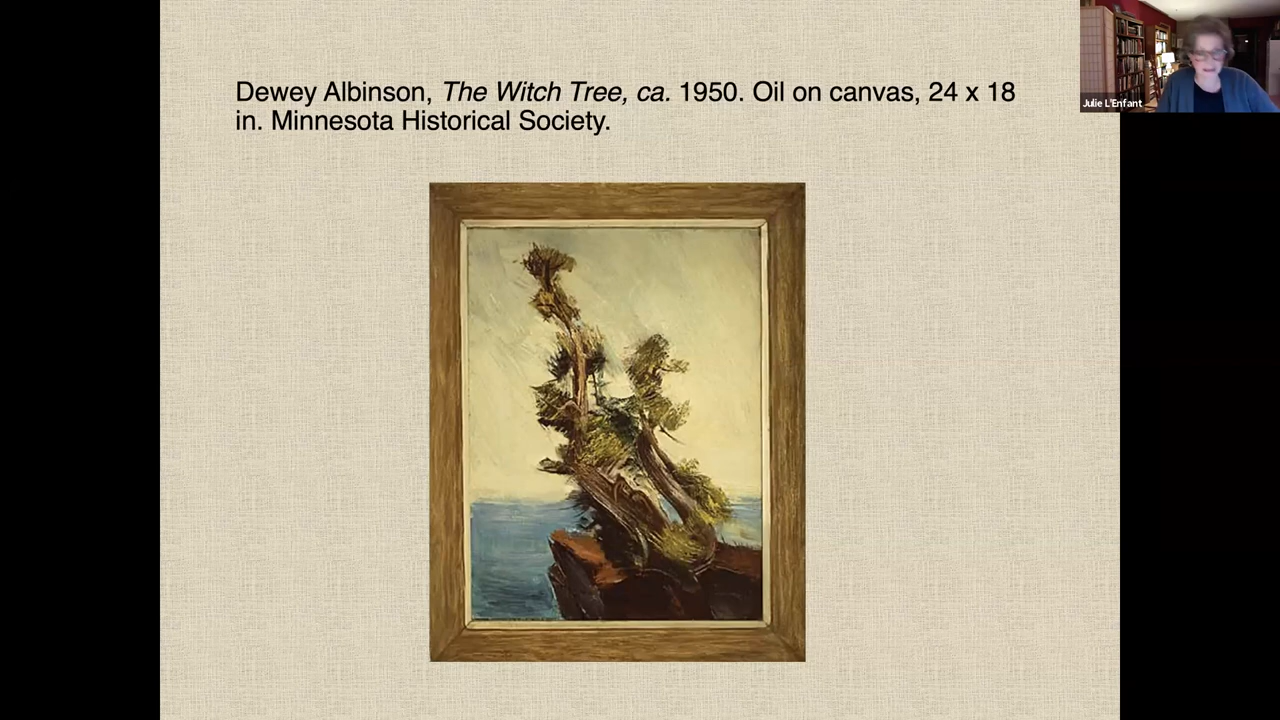 Dewey Albinson, The Witch Tree, ca. 1950. Oil on canvas, 24 x 18
in. Minnesota Historical Society.
Julie L'Enfant